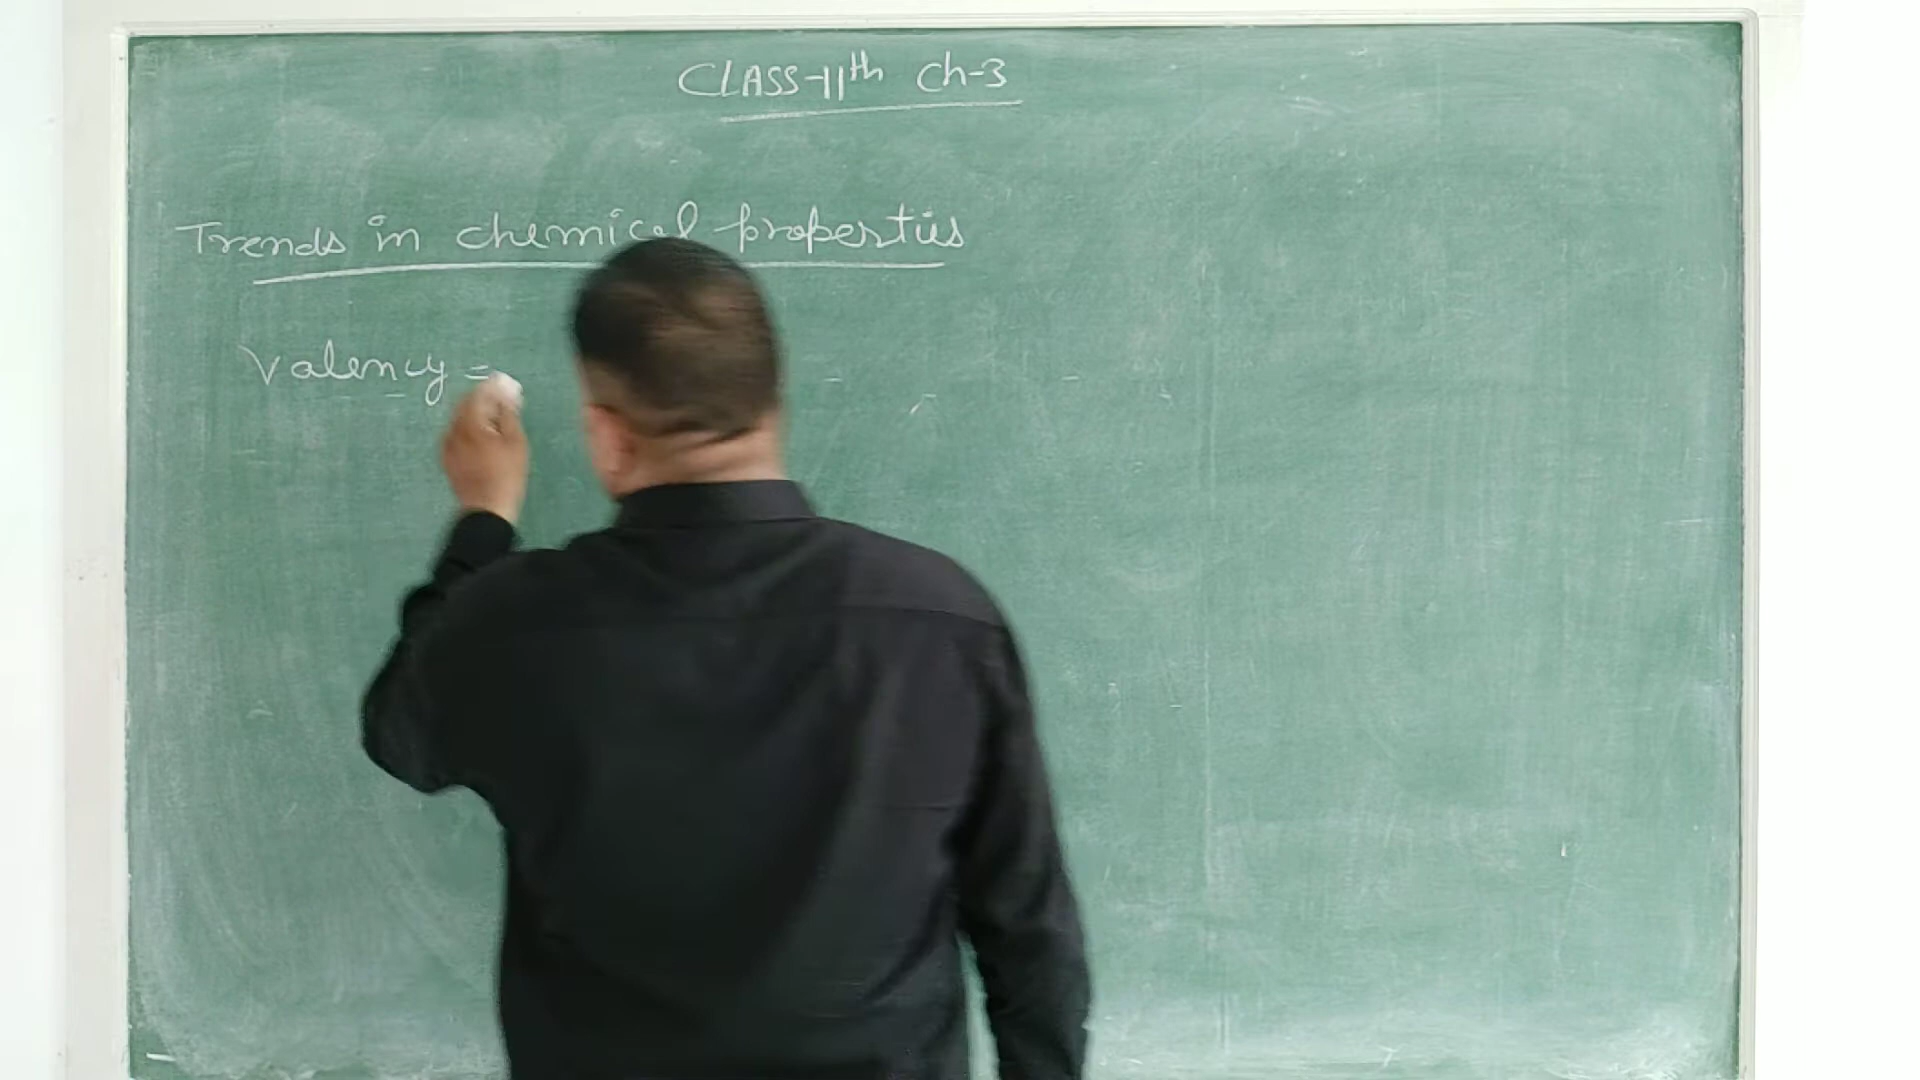 CLASS-11th Ch-3
Trends in chemical properties
Valency =